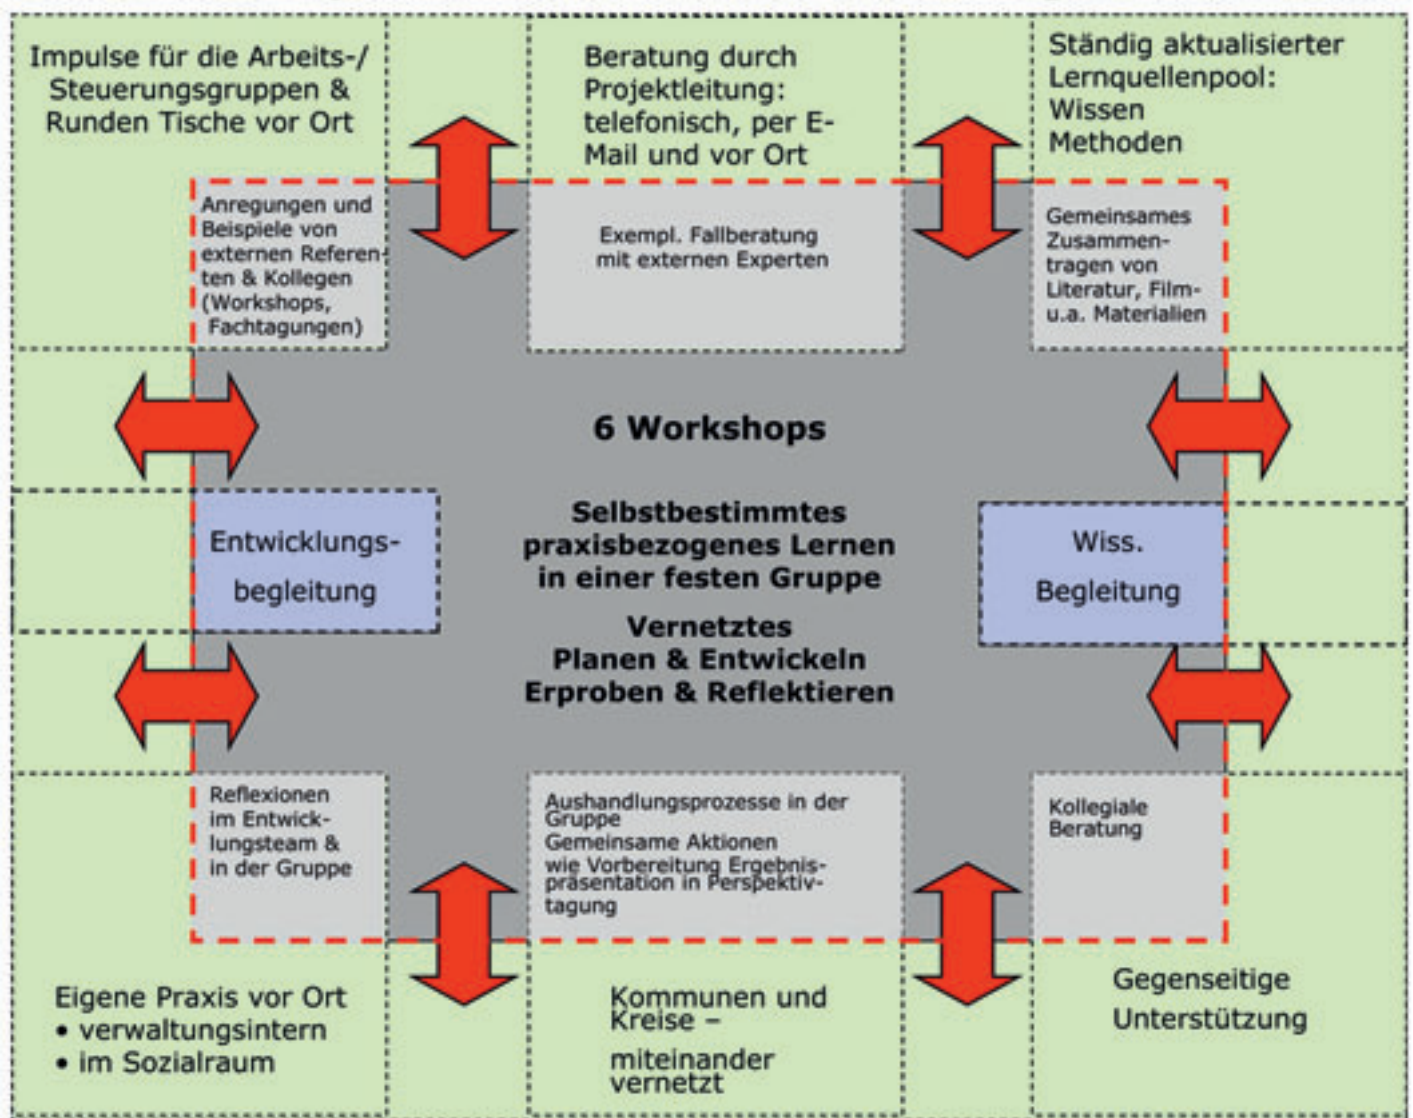 Impulse für die Arbeits-/
Steuerungsgruppen &
Runden Tische vor Ort
Beratung durch
Projektleitung:
telefonisch, per E-
Mail und vor Ort
Ständig aktualisierter
Lernquellenpool:
Wissen
Methoden
Anregungen und
Beispiele von
externen Referen-
ten & Kollegen
(Workshops,
Fachtagungen)
Exempl. Fallberatung
mit externen Experten
Gemeinsames
Zusammen-
tragen von
Literatur, Film-
u.a. Materialien
6 Workshops
Selbstbestimmtes
praxisbezogenes Lernen
in einer festen Gruppe
Vernetztes
Planen & Entwickeln
Erproben & Reflektieren
Entwicklungs-
begleitung
Wiss.
Begleitung
Reflexionen
im Entwick-
lungsteam &
in der Gruppe
Aushandlungsprozesse in der
Gruppe
Gemeinsame Aktionen
wie Vorbereitung Ergebnis-
präsentation in Perspektiv-
tagung
Kollegiale
Beratung
Eigene Praxis vor Ort
• verwaltungsintern
• im Sozialraum
Kommunen und
Kreise –
miteinander
vernetzt
Gegenseitige
Unterstützung